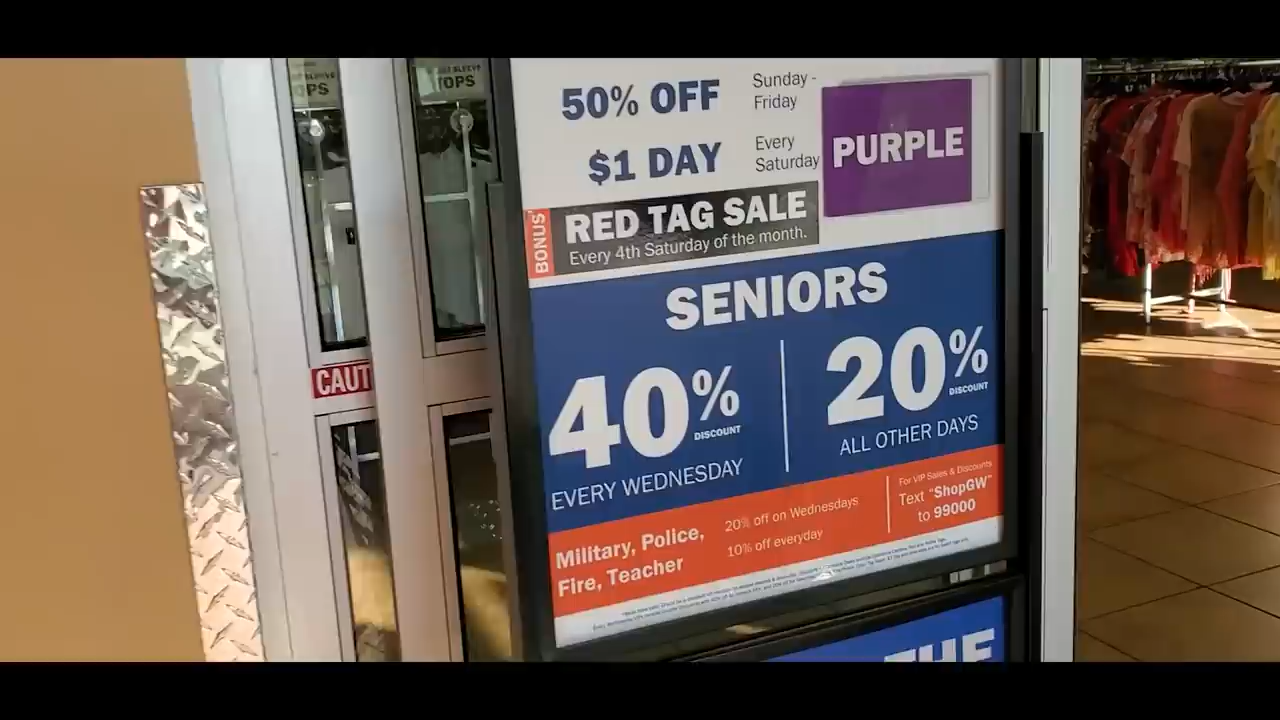 TOPS
50% OFF
Sunday -
Friday
$1 DAY
Every
Saturday
PURPLE
BONUS
RED TAG SALE
Every 4th Saturday of the month.
SENIORS
40% DISCOUNT
EVERY WEDNESDAY
20% DISCOUNT
ALL OTHER DAYS
CAUT
Military, Police,
Fire, Teacher
20% off on Wednesdays
10% off everyday
For VIP Sales & Discounts
Text "ShopGW"
to 99000
THE